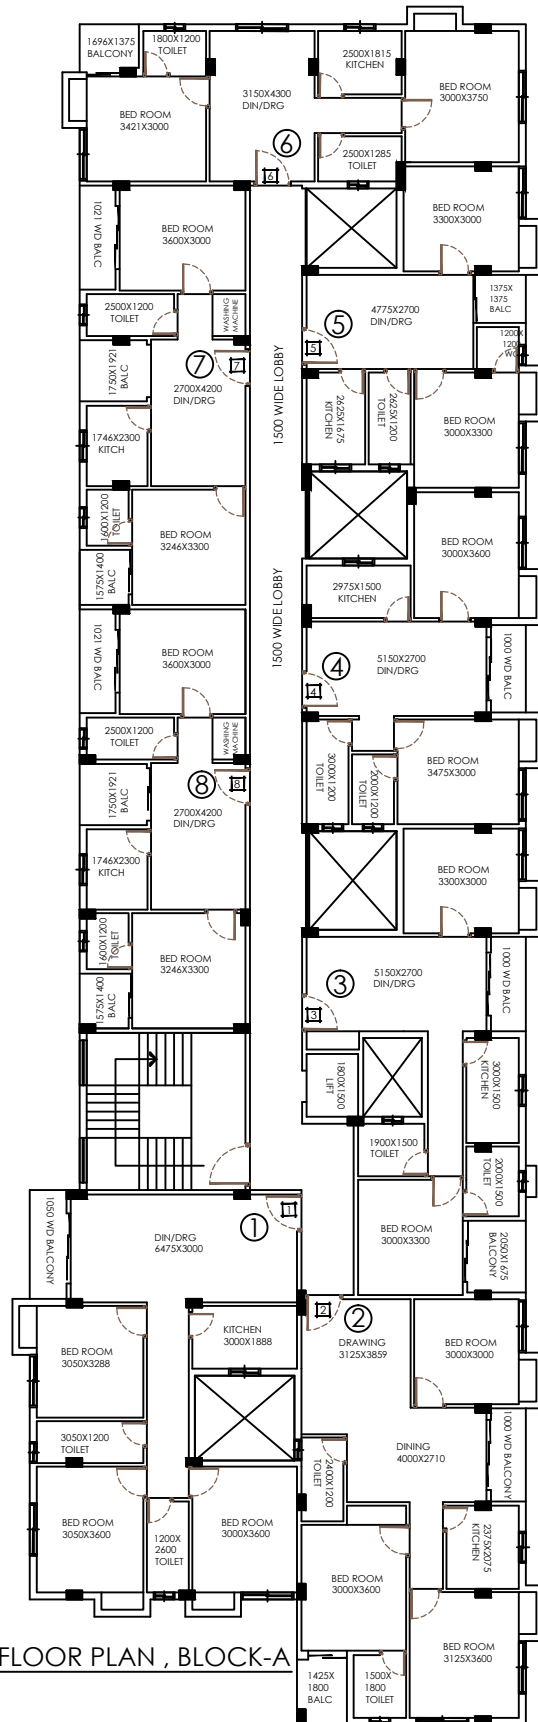 1696X1375
BALCONY
1800X1200
TOILET
2500X1815
KITCHEN
BED ROOM
3421X3000
3150X4300
DIN/DRG
BED ROOM
3000X3750
6
6
2500X1285
TOILET
1021 WD BALC
BED ROOM
3600X3000
BED ROOM
3300X3000
2500X1200
TOILET
WASHING
MACHINE
4775X2700
DIN/DRG
1375X
1375
BALC
5
5
1200X
1200
WC
1750X1921
BALC
7
7
2700X4200
DIN/DRG
1500 WIDE LOBBY
2625X1675
KITCHEN
2625X1200
TOILET
BED ROOM
3000X3300
1746X2300
KITCH
1600X1200
TOILET
BED ROOM
3246X3300
BED ROOM
3000X3600
1575X1400
BALC
2975X1500
KITCHEN
1500 WIDE LOBBY
1021 WD BALC
BED ROOM
3600X3000
4
4
5150X2700
DIN/DRG
1000 WD BALC
2500X1200
TOILET
WASHING
MACHINE
3000X1200
TOILET
2000X1200
TOILET
BED ROOM
3475X3000
1750X1921
BALC
8
8
2700X4200
DIN/DRG
1746X2300
KITCH
BED ROOM
3300X3000
1600X1200
TOILET
BED ROOM
3246X3300
1575X1400
BALC
3
3
5150X2700
DIN/DRG
1000 WD BALC
1800X1500
LIFT
3000X1500
KITCHEN
1900X1500
TOILET
2000X1500
TOILET
1050 WD BALCONY
DIN/DRG
6475X3000
1
1
BED ROOM
3000X3300
2050X1675
BALCONY
2
2
DRAWING
3125X3859
BED ROOM
3000X3000
BED ROOM
3050X3288
KITCHEN
3000X1888
3050X1200
TOILET
DINING
4000X2710
1000 WD BALCONY
2400X1200
TOILET
BED ROOM
3050X3600
1200X
2600
TOILET
BED ROOM
3000X3600
2375X2075
KITCHEN
BED ROOM
3000X3600
BED ROOM
3125X3600
FLOOR PLAN , BLOCK-A
1425X
1800
BALC
1500X
1800
TOILET